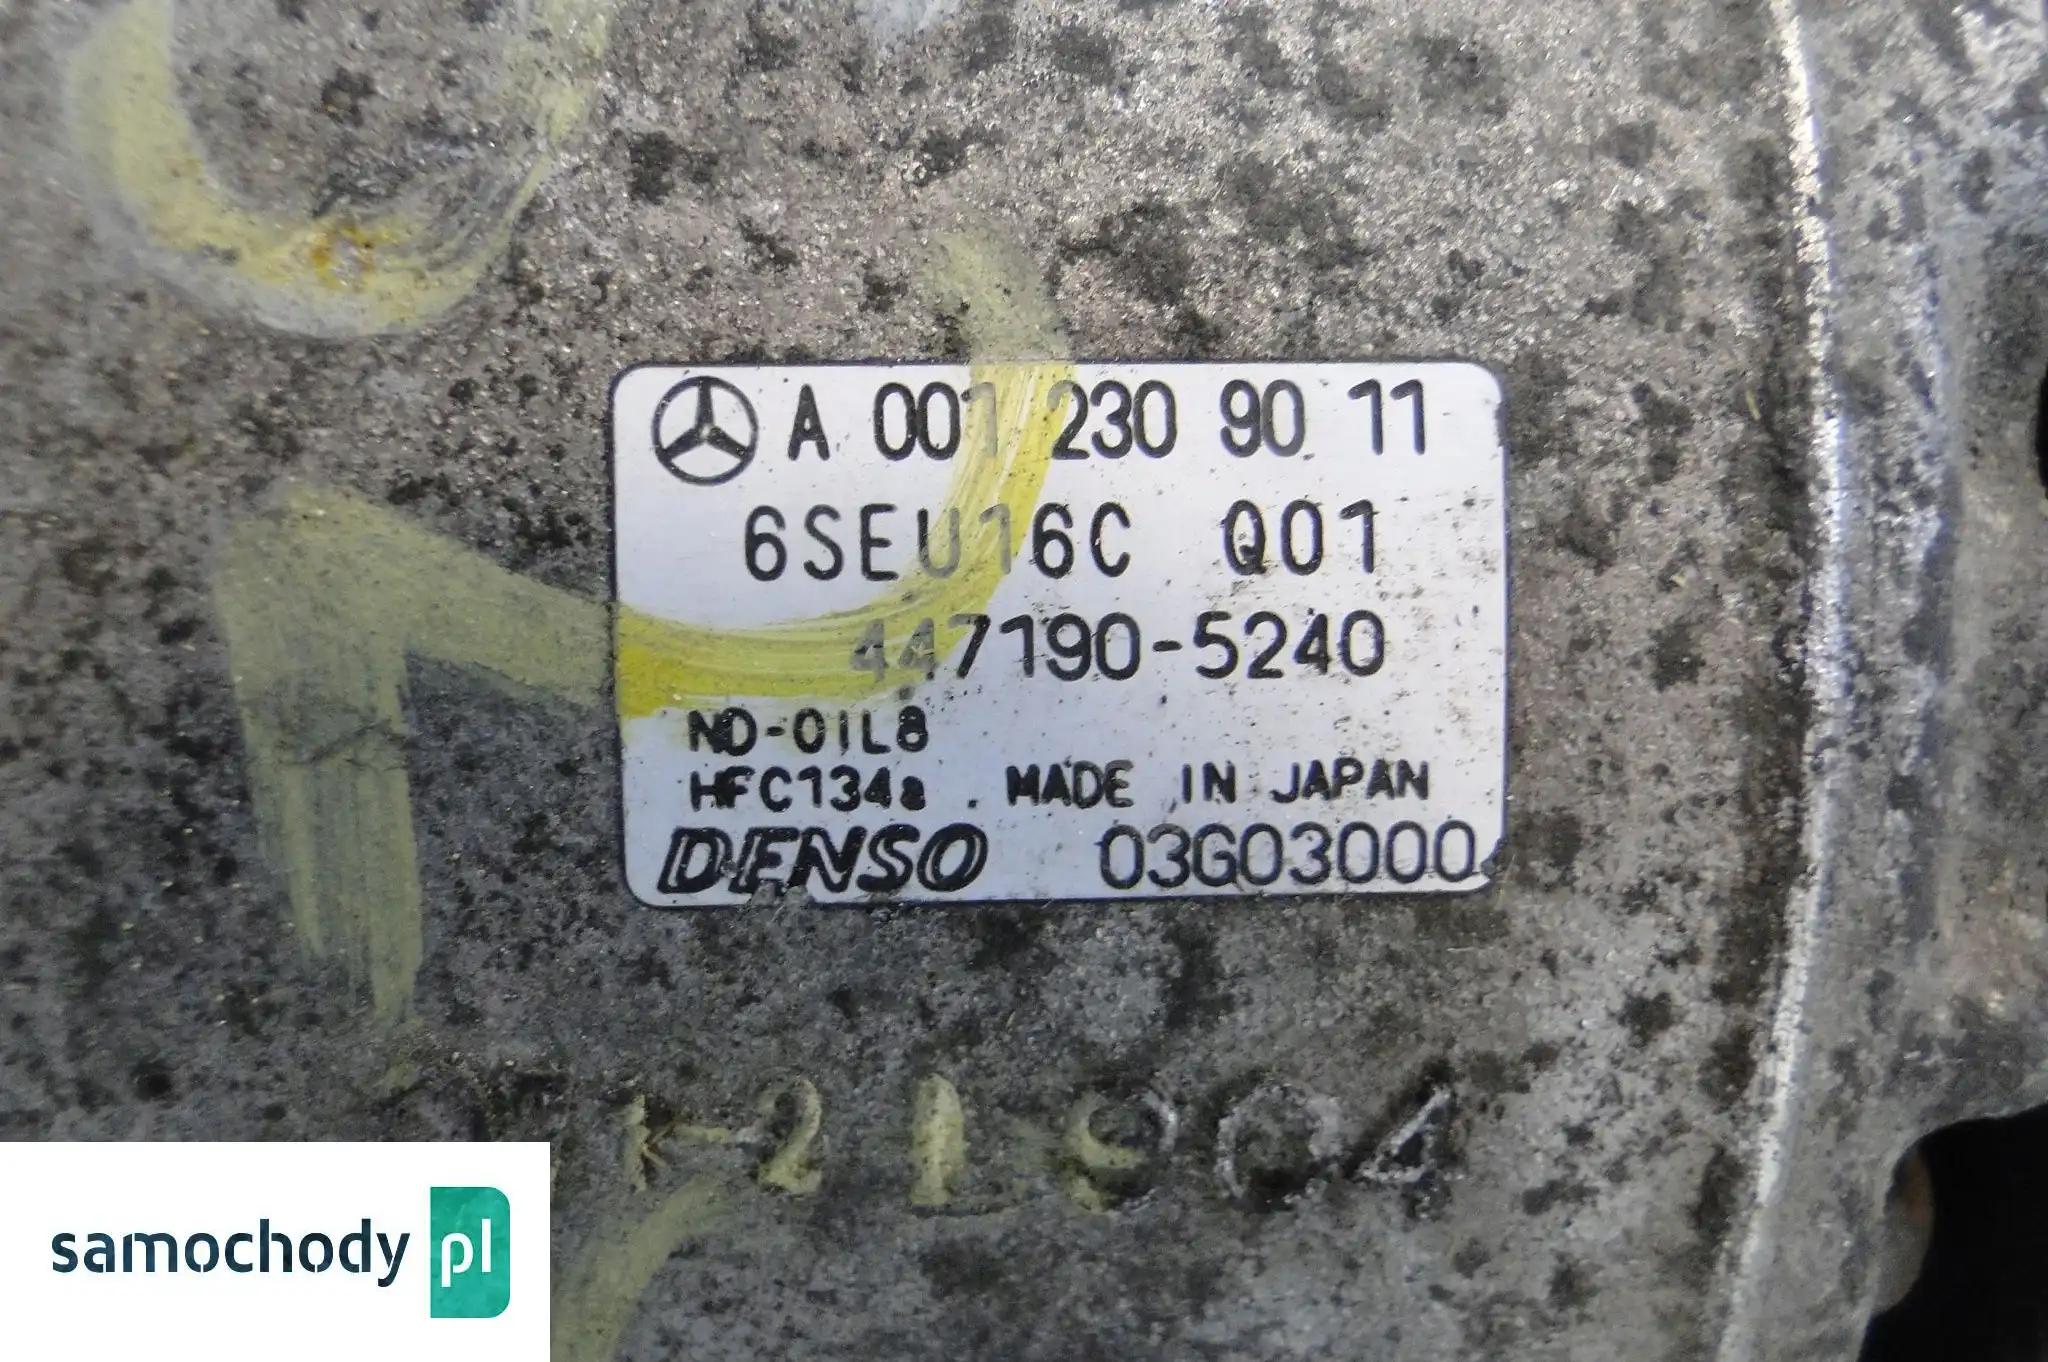 A 001 230 90 11
6SEU16C Q01
447190-5240
ND-OIL8
HFC134a . MADE IN JAPAN
DENSO 03G03000
samochody pl